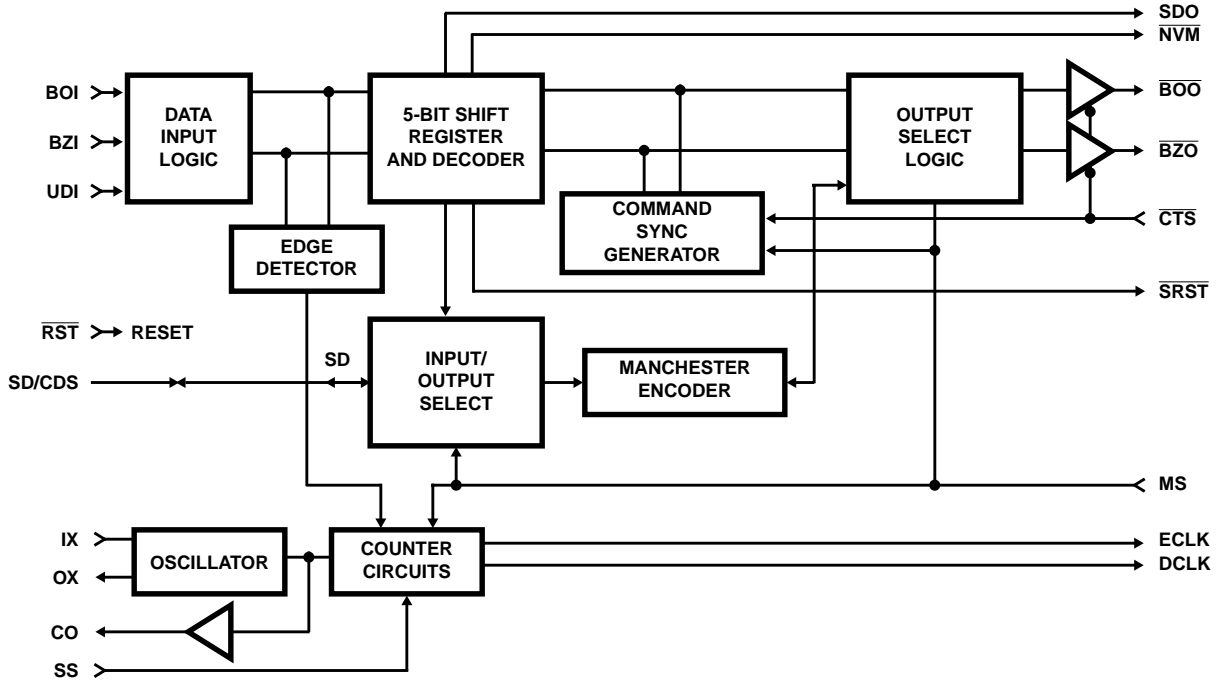 SDO
NVM
BOI
BZI
UDI
DATA
INPUT
LOGIC
5-BIT SHIFT
REGISTER
AND DECODER
OUTPUT
SELECT
LOGIC
BOO
BZO
CTS
COMMAND
SYNC
GENERATOR
EDGE
DETECTOR
SRST
RST
RESET
SD/CDS
SD
INPUT/
OUTPUT
SELECT
MANCHESTER
ENCODER
MS
IX
OX
OSCILLATOR
COUNTER
CIRCUITS
ECLK
DCLK
CO
SS